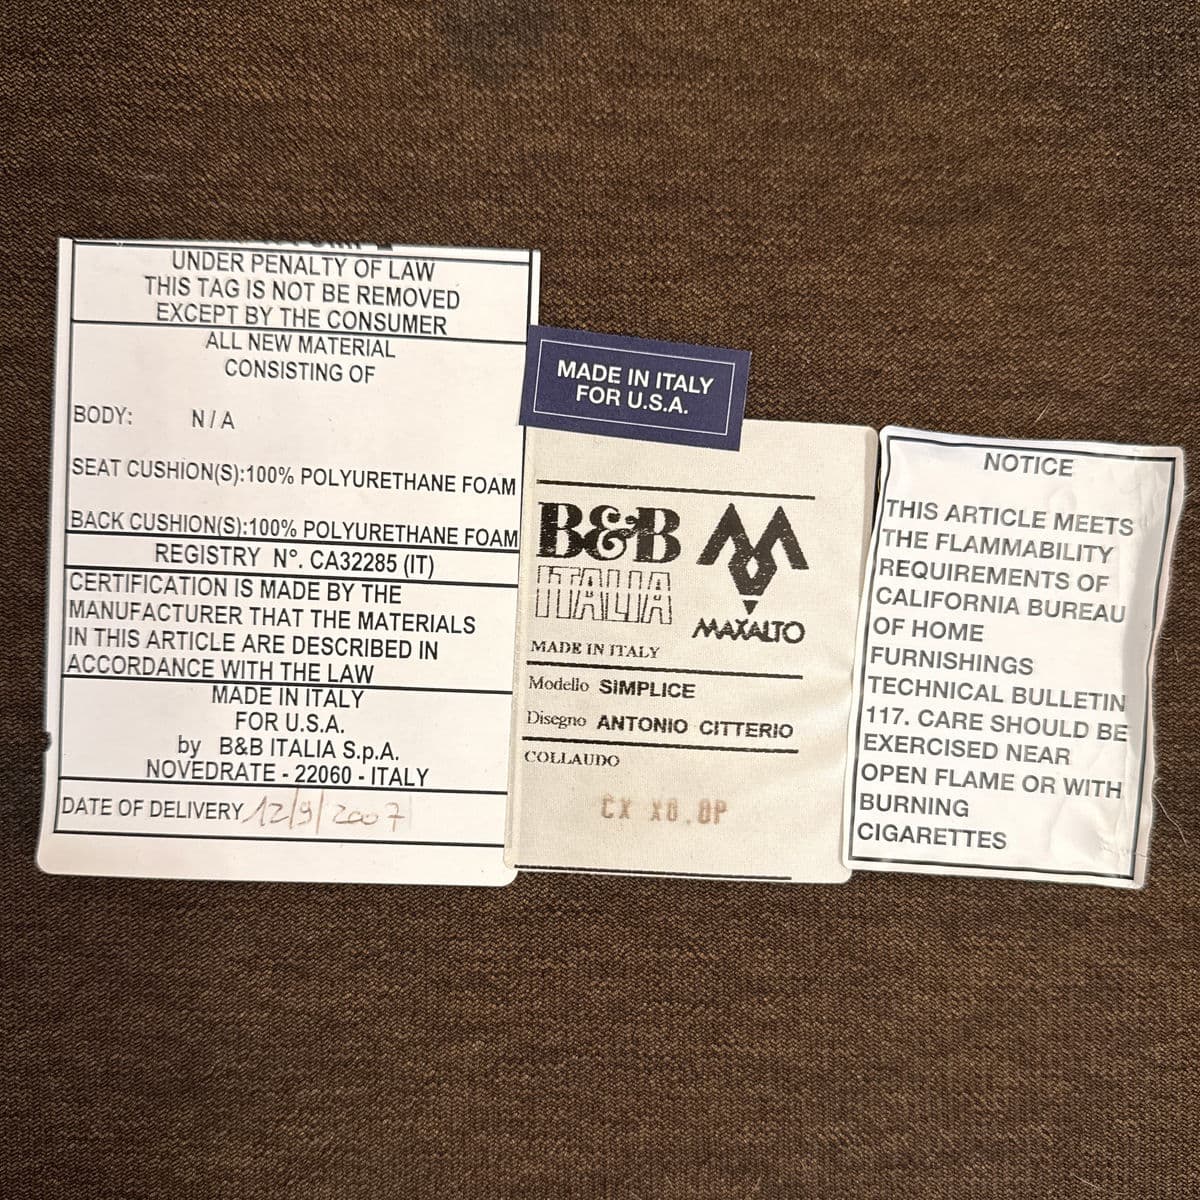 UNDER PENALTY OF LAW
THIS TAG IS NOT BE REMOVED
EXCEPT BY THE CONSUMER
ALL NEW MATERIAL
CONSISTING OF
BODY: N/A
SEAT CUSHION(S):100% POLYURETHANE FOAM
BACK CUSHION(S):100% POLYURETHANE FOAM
REGISTRY N°. CA32285 (IT)
CERTIFICATION IS MADE BY THE
MANUFACTURER THAT THE MATERIALS
IN THIS ARTICLE ARE DESCRIBED IN
ACCORDANCE WITH THE LAW
MADE IN ITALY
FOR U.S.A.
by B&B ITALIA S.p.A.
NOVEDRATE - 22060 - ITALY
DATE OF DELIVERY 12/9/2007
MADE IN ITALY
FOR U.S.A.
B&B
ITALIA
MAXALTO
MADE IN ITALY
Modello SIMPLICE
Disegno ANTONIO CITTERIO
COLLAUDO
CX X0.0P
NOTICE
THIS ARTICLE MEETS
THE FLAMMABILITY
REQUIREMENTS OF
CALIFORNIA BUREAU
OF HOME
FURNISHINGS
TECHNICAL BULLETIN
117. CARE SHOULD BE
EXERCISED NEAR
OPEN FLAME OR WITH
BURNING
CIGARETTES